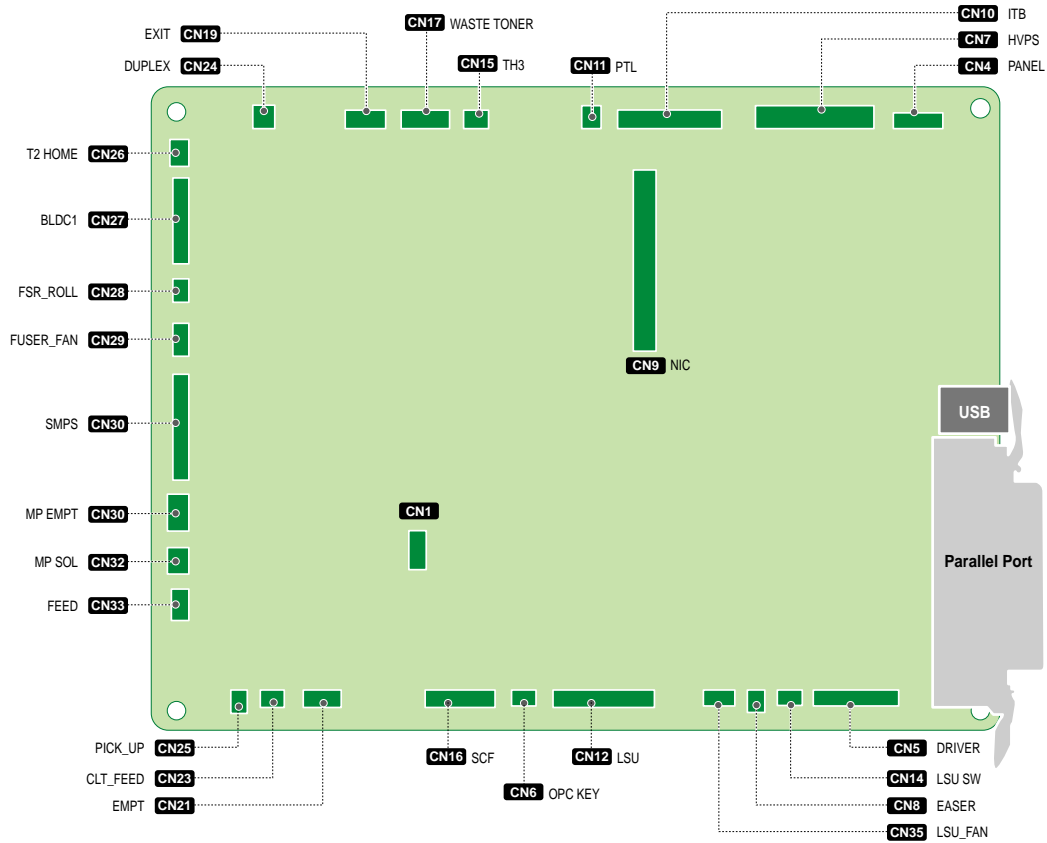 CN10 ITB
CN17 WASTE TONER
EXIT CN19
CN7 HVPS
DUPLEX CN24
CN15 TH3
CN11 PTL
CN4 PANEL
T2 HOME CN26
BLDC1 CN27
FSR_ROLL CN28
FUSER_FAN CN29
CN9 NIC
USB
SMPS CN30
MP EMPT CN30
CN1
MP SOL CN32
Parallel Port
FEED CN33
PICK_UP CN25
CN16 SCF
CN12 LSU
CN5 DRIVER
CLT_FEED CN23
CN14 LSU SW
CN6 OPC KEY
EMPT CN21
CN8 EASER
CN35 LSU_FAN